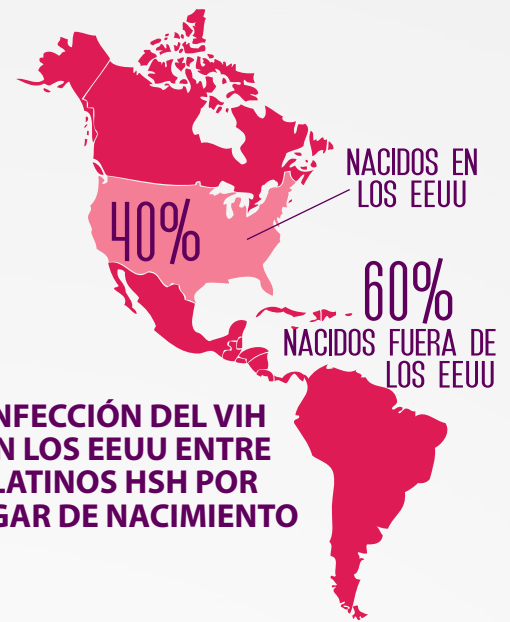 NACIDOS EN
LOS EEUU
40%
60%
NACIDOS FUERA DE
LOS EEUU
NFECCIÓN DEL VIH
N LOS EEUU ENTRE
LATINOS HSH POR
GAR DE NACIMIENTO